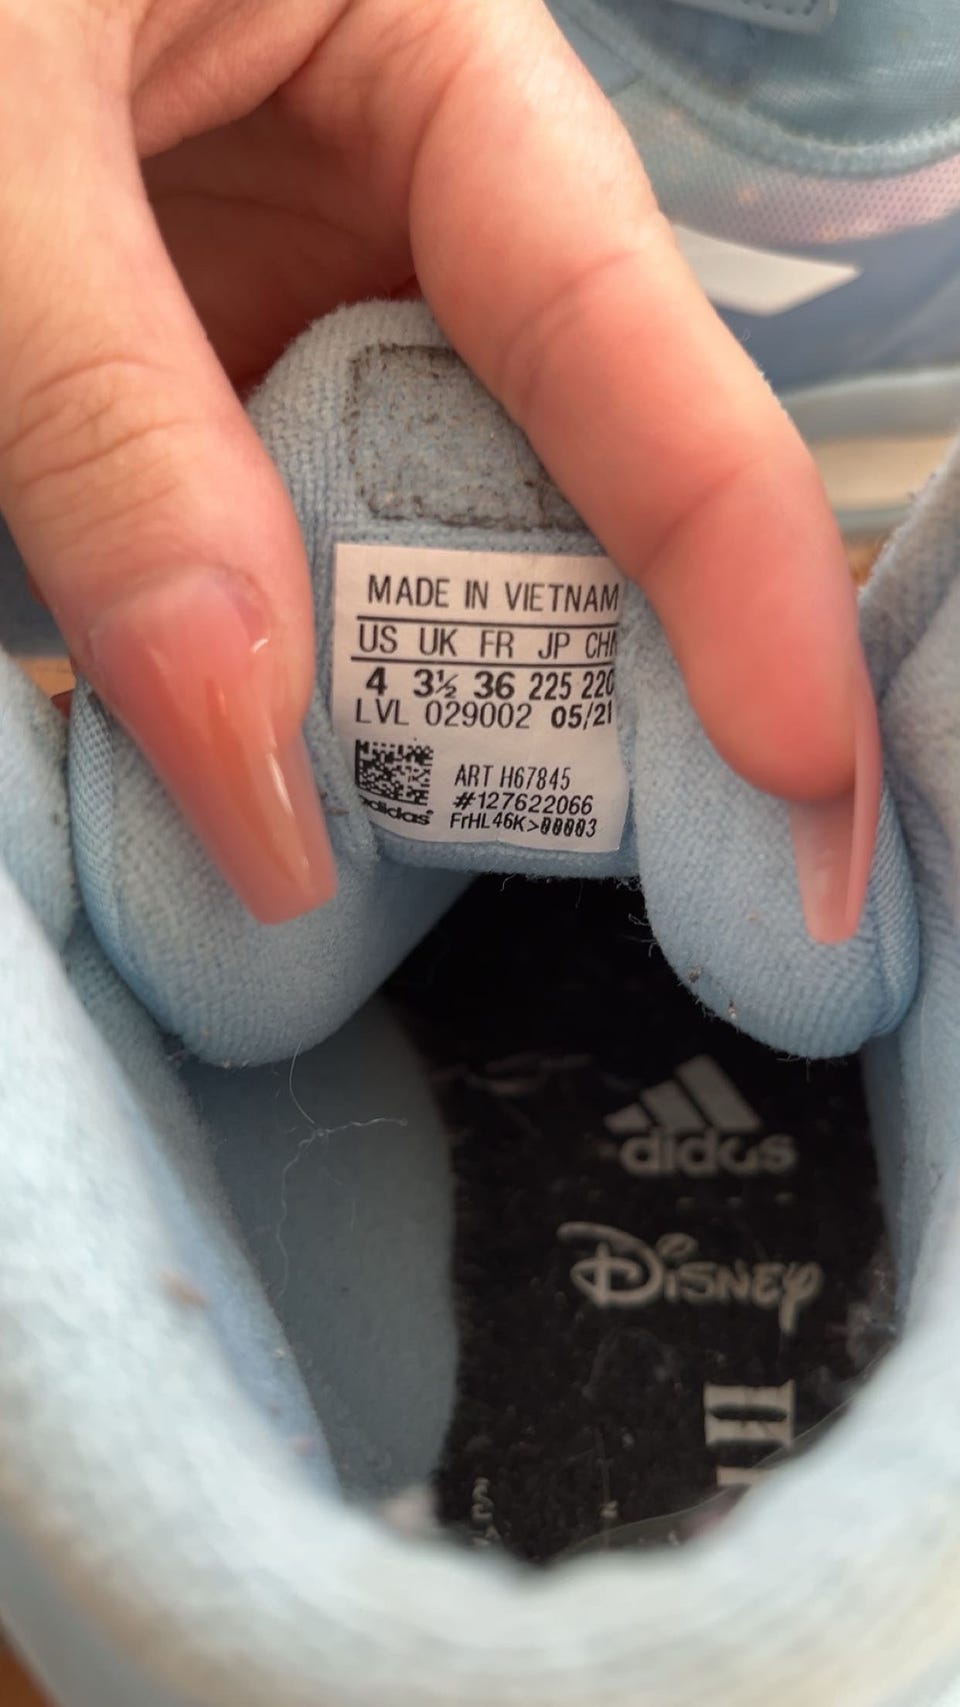 MADE IN VIETNAM
US UK FR JP CHN
4 3½ 36 225 220
LVL 029002 05/21
ART H67845
#127622066
FrHL46K>00003
adidas
adidas
Disney